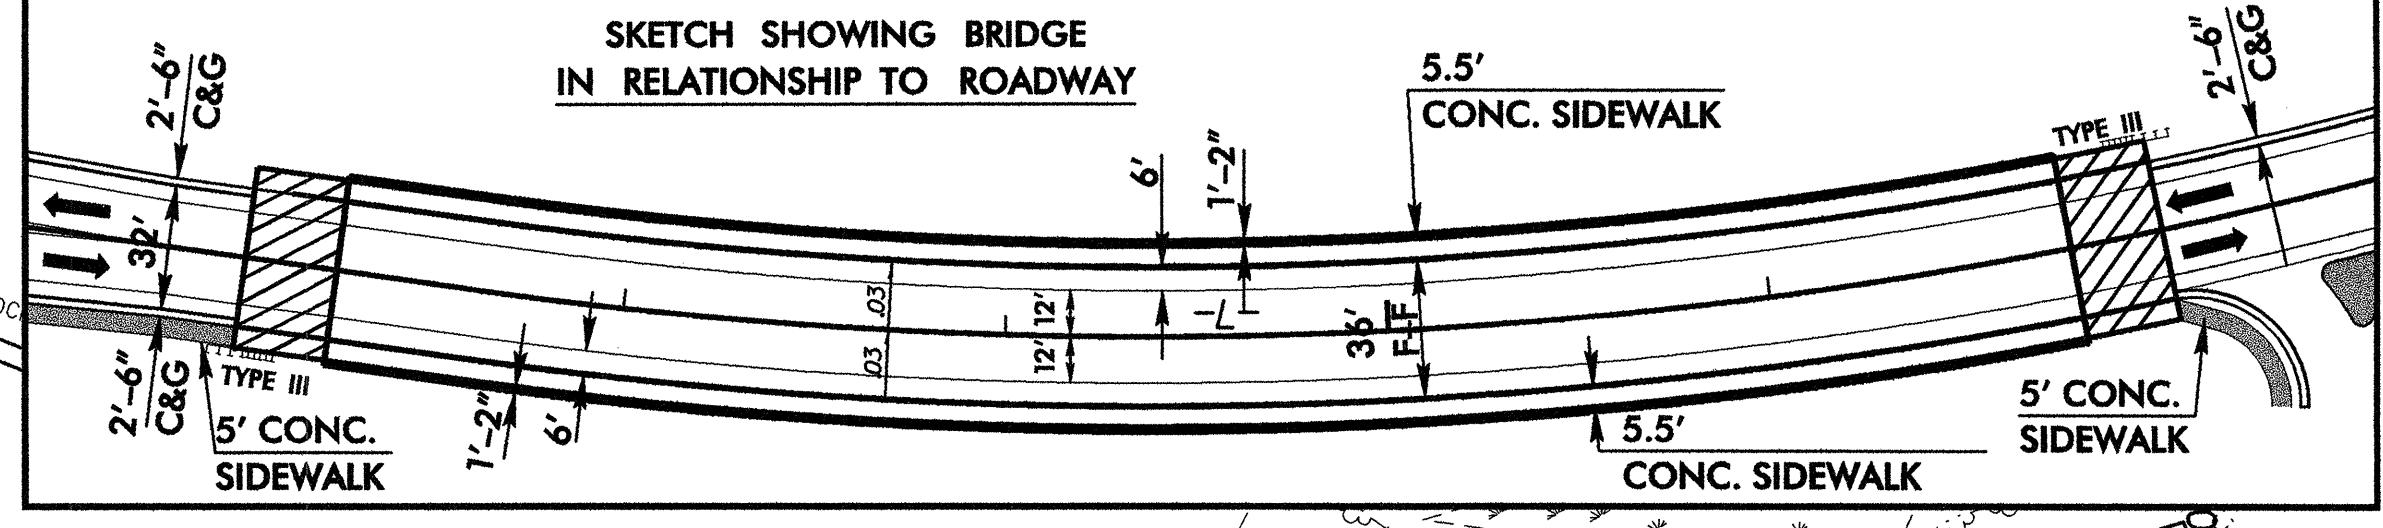 SKETCH SHOWING BRIDGE
IN RELATIONSHIP TO ROADWAY
2'–6"
C&G
5.5'
CONC. SIDEWALK
2'–6"
C&G
TYPE III
6'
1'–2"
32'
.03
.03
12'
12'
–L–
36'
F–F
2'–6"
C&G
TYPE III
5' CONC.
SIDEWALK
1'–2"
6'
5.5'
CONC. SIDEWALK
5' CONC.
SIDEWALK